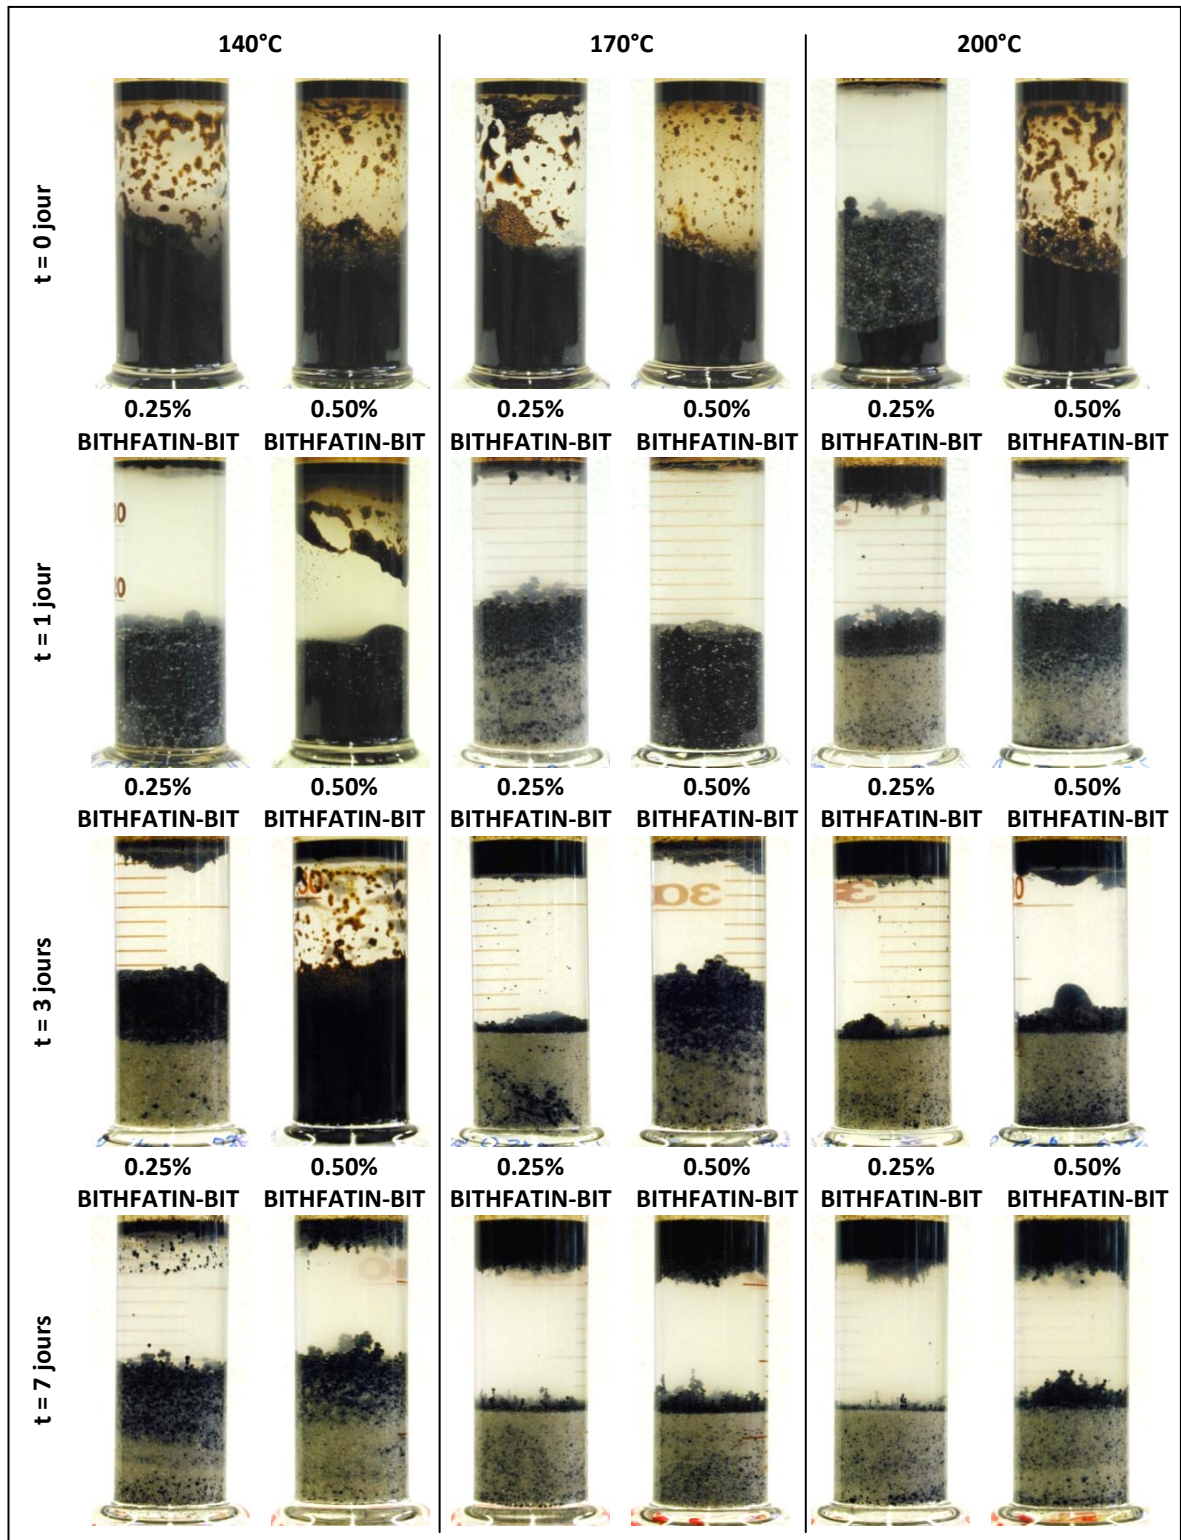 140°C 170°C 200°C
t = 0 jour
0.25% 0.50% 0.25% 0.50% 0.25% 0.50%
BITHFATIN-BIT BITHFATIN-BIT BITHFATIN-BIT BITHFATIN-BIT BITHFATIN-BIT BITHFATIN-BIT
t = 1 jour
30
20
0.25% 0.50% 0.25% 0.50% 0.25% 0.50%
BITHFATIN-BIT BITHFATIN-BIT BITHFATIN-BIT BITHFATIN-BIT BITHFATIN-BIT BITHFATIN-BIT
t = 3 jours
30 30
0.25% 0.50% 0.25% 0.50% 0.25% 0.50%
BITHFATIN-BIT BITHFATIN-BIT BITHFATIN-BIT BITHFATIN-BIT BITHFATIN-BIT BITHFATIN-BIT
t = 7 jours